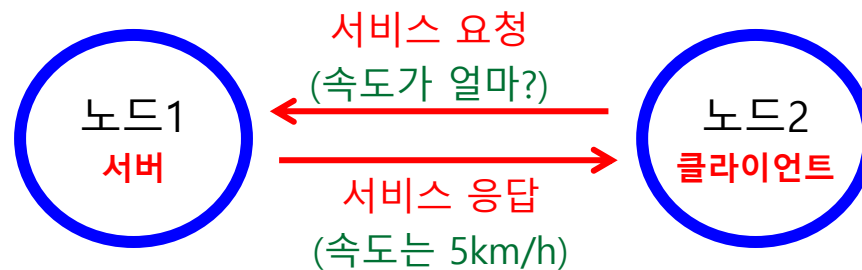 서비스 요청
(속도가 얼마?)
노드1
서버
노드2
클라이언트
서비스 응답
(속도는 5km/h)